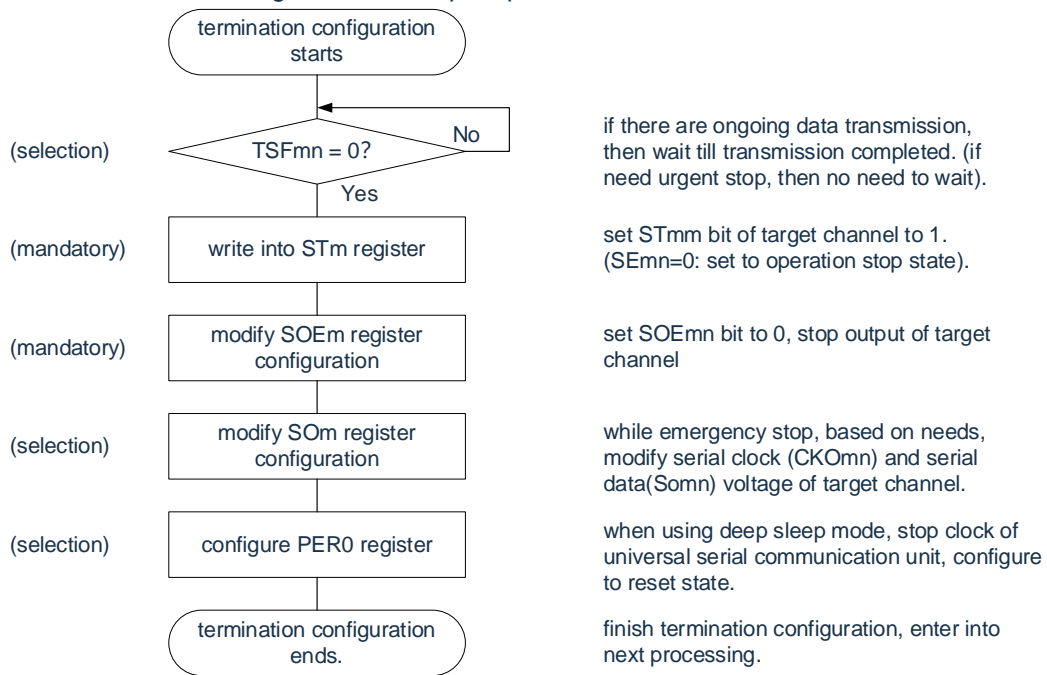 termination configuration
starts
(selection)
TSFmn = 0?
No
Yes
if there are ongoing data transmission,
then wait till transmission completed. (if
need urgent stop, then no need to wait).
(mandatory)
write into STm register
set STmm bit of target channel to 1.
(SEmn=0: set to operation stop state).
(mandatory)
modify SOEm register
configuration
set SOEmn bit to 0, stop output of target
channel
(selection)
modify SOm register
configuration
while emergency stop, based on needs,
modify serial clock (CKOmn) and serial
data(Somn) voltage of target channel.
(selection)
configure PER0 register
when using deep sleep mode, stop clock of
universal serial communication unit, configure
to reset state.
termination configuration
ends.
finish termination configuration, enter into
next processing.